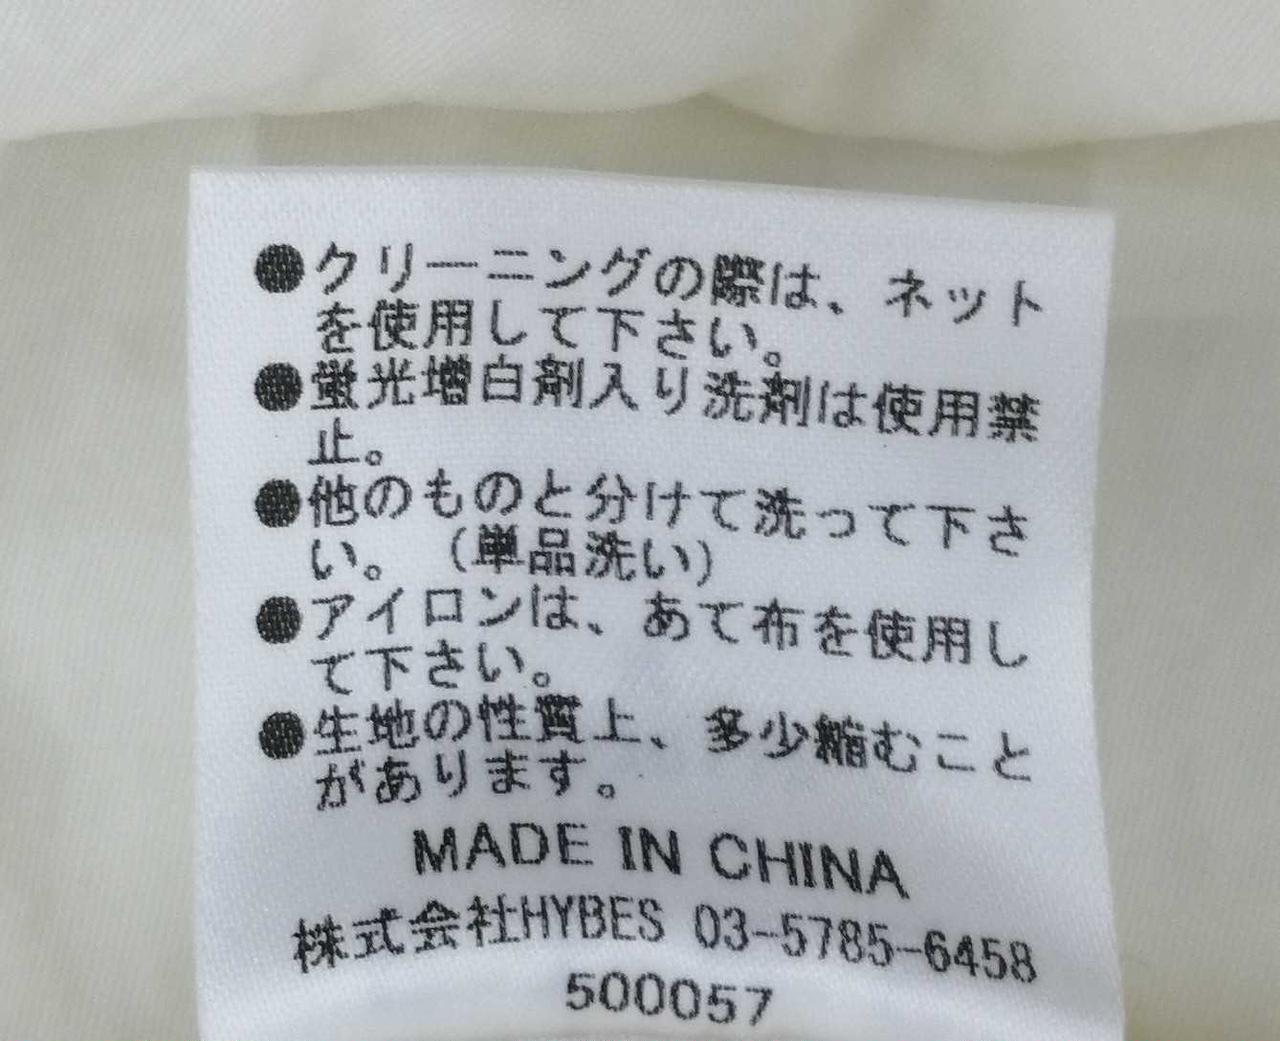 ●クリーニングの際は、ネット
を使用して下さい。
●蛍光増白剤入り洗剤は使用禁
止。
●他のものと分けて洗って下さ
い。（単品洗い）
●アイロンは、あて布を使用し
て下さい。
●生地の性質上、多少縮むこと
があります。
MADE IN CHINA
株式会社HYBES 03-5785-6458
500057